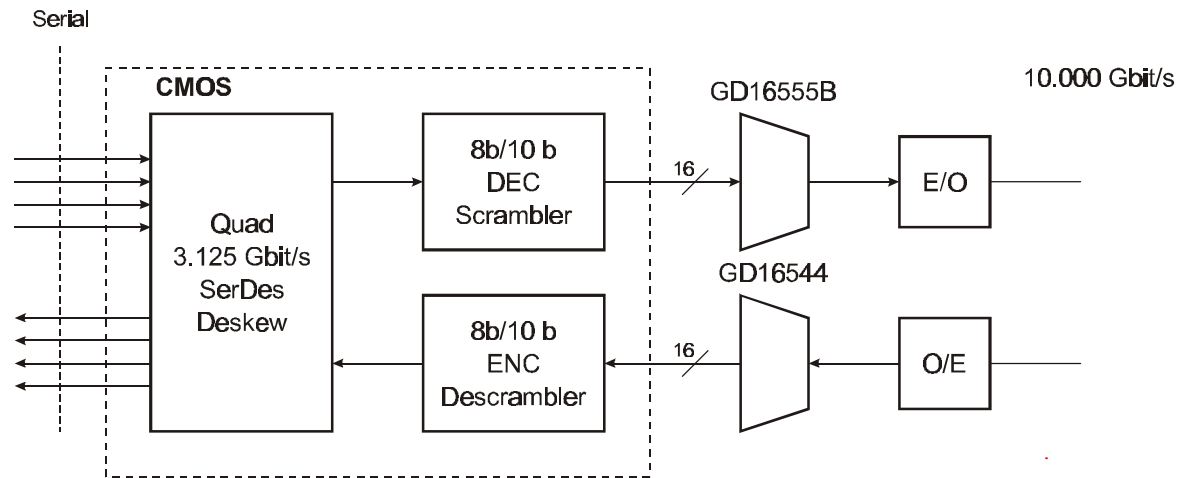 Serial
CMOS
GD16555B
10.000 Gbit/s
8b/10 b
DEC
Scrambler
16
E/O
Quad
3.125 Gbit/s
SerDes
Deskew
GD16544
8b/10 b
ENC
Descrambler
16
O/E